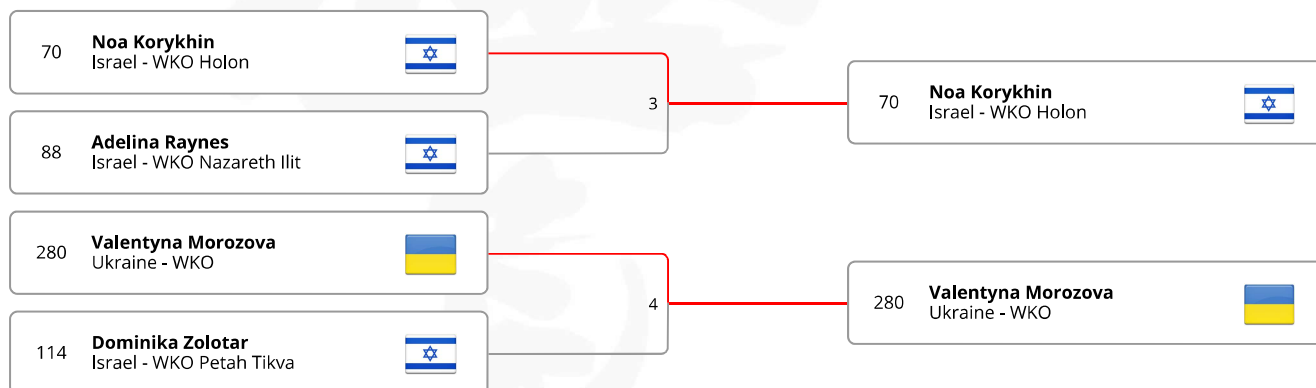 70
Noa Korykhin
Israel - WKO Holon
88
Adelina Raynes
Israel - WKO Nazareth Ilit
3
70
Noa Korykhin
Israel - WKO Holon
280
Valentyna Morozova
Ukraine - WKO
114
Dominika Zolotar
Israel - WKO Petah Tikva
4
280
Valentyna Morozova
Ukraine - WKO